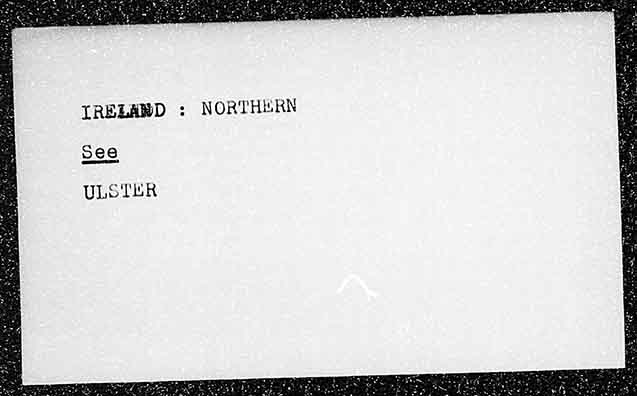 IRELAND : NORTHERN
See
ULSTER